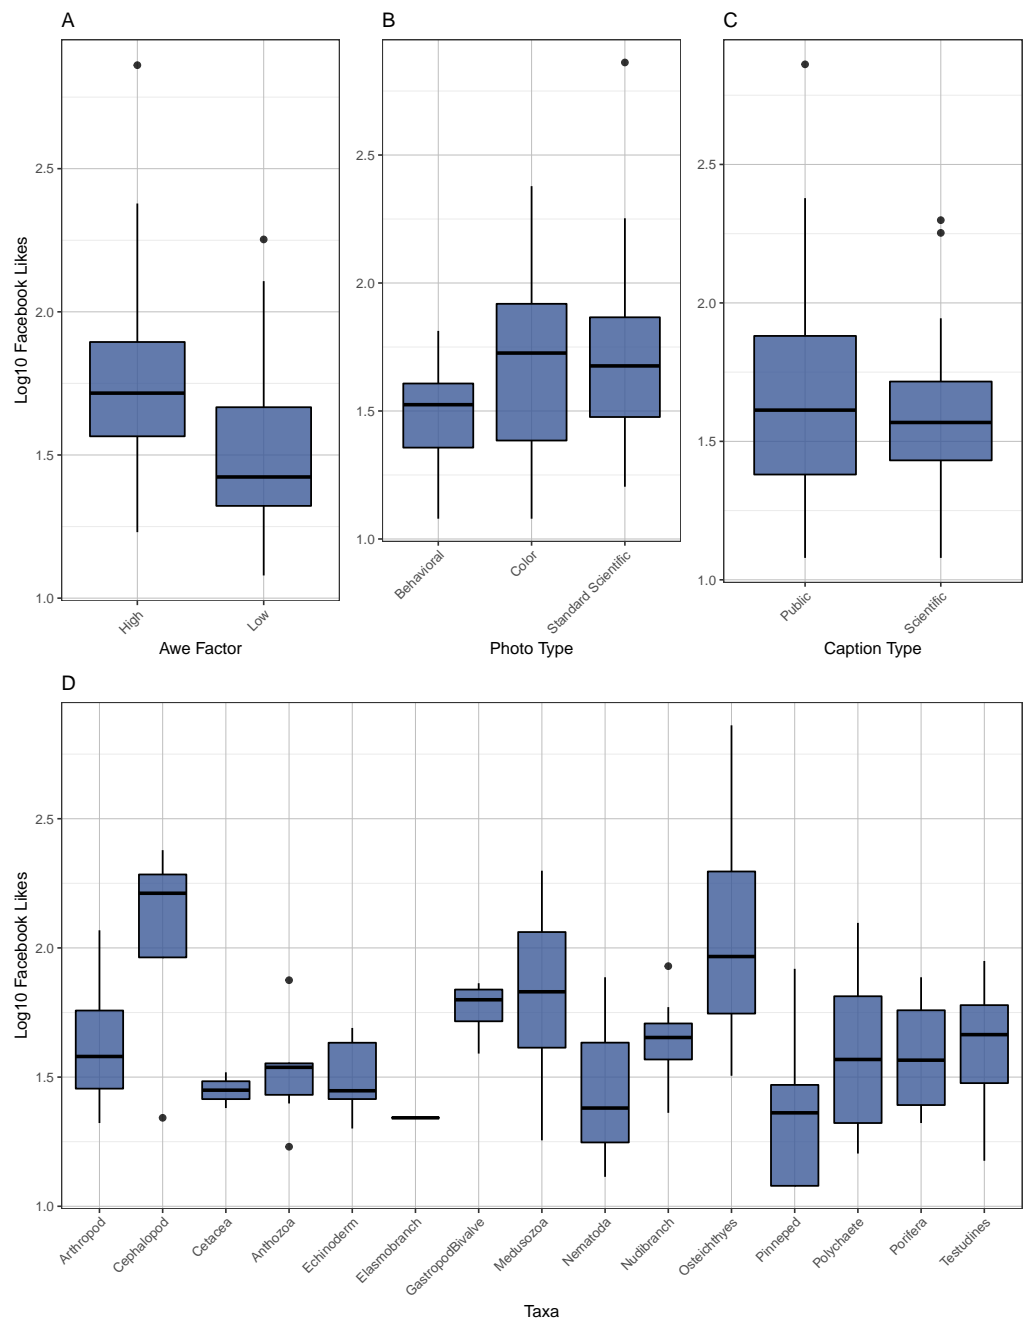 A
B
C
Log10 Facebook Likes
2.5
2.0
1.5
1.0
High
Low
Awe Factor
2.5
2.0
1.5
1.0
Behavioral
Color
Standard Scientific
Photo Type
2.5
2.0
1.5
1.0
Public
Scientific
Caption Type
D
Log10 Facebook Likes
2.5
2.0
1.5
1.0
Arthropod
Cephalopod
Cetacea
Anthozoa
Echinoderm
Elasmobranch
GastropodBivalve
Medusozoa
Nematoda
Nudibranch
Osteichthyes
Pinneped
Polychaete
Porifera
Testudines
Taxa